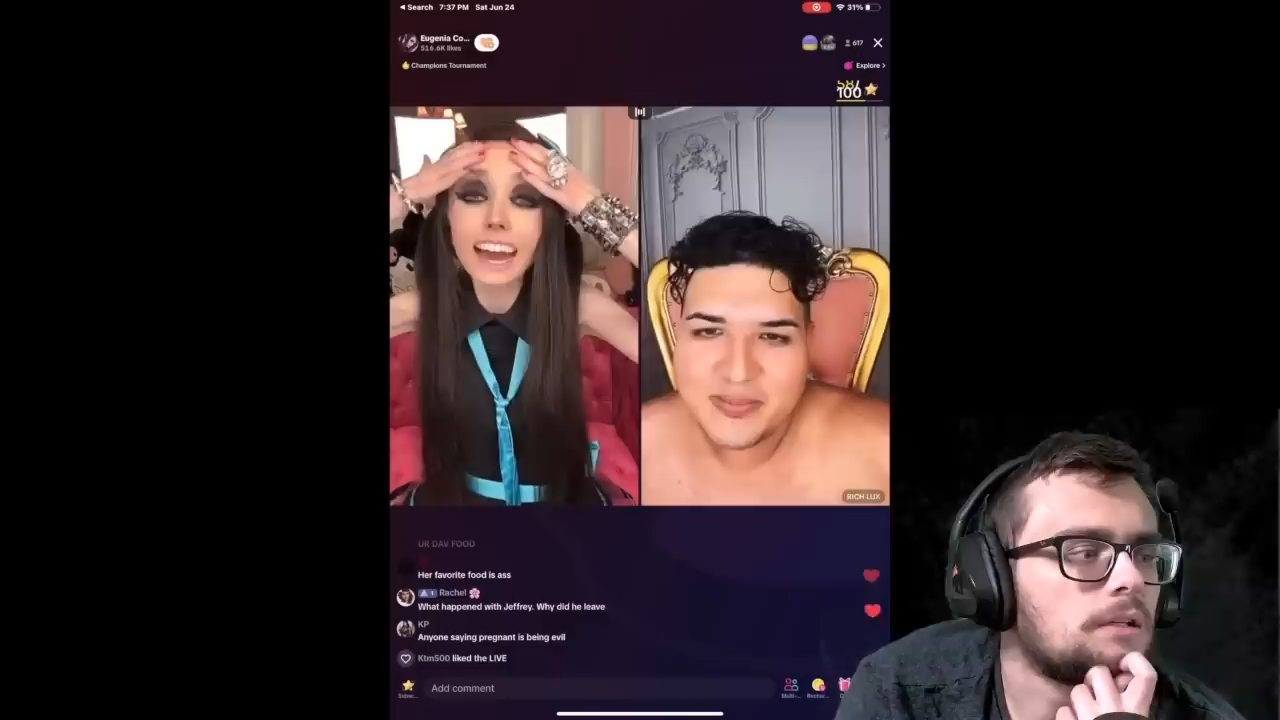 Search 7:37 PM Sat Jun 24
31%
Eugenia Co...
516.6K likes
617
Champions Tournament
Explore
100
RICH LUX
UR DAV FOOD
Her favorite food is ass
Rachel
What happened with Jeffrey. Why did he leave
KP
Anyone saying pregnant is being evil
Ktm500 liked the LIVE
Add comment